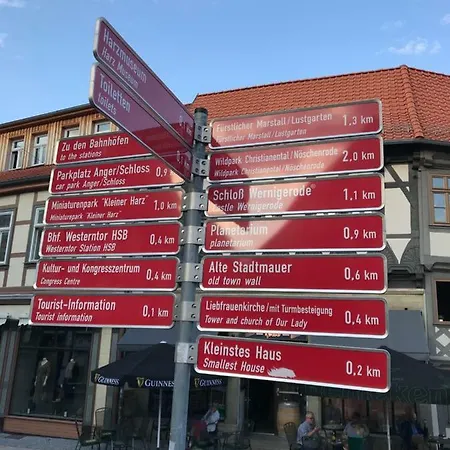 Harzmuseum
Harz Museum
Toiletten
Toilets
Zu den Bahnhöfen
to the stations
Parkplatz Anger/Schloss 0,9
car park Anger/Schloss
Miniaturenpark "Kleiner Harz" 1,0 km
Miniaturenpark "Kleiner Harz"
Bhf. Westerntor HSB 0,4 km
Westerntor Station HSB
Kultur- und Kongresszentrum 0,4 km
Congress Centre
Tourist-Information 0,1 km
Tourist information
Fürstlicher Marstall/Lustgarten 1.3 km
Fürstlicher Marstall/Lustgarten
Wildpark Christianental/Nöschenrode 2,0 km
Wildpark Christianental/Nöschenrode
Schloß Wernigerode 1,1 km
Castle Wernigerode
Planetarium 0,9 km
planetarium
Alte Stadtmauer 0,6 km
old town wall
Liebfrauenkirche/mit Turmbesteigung 0,4 km
Tower and church of Our Lady
Kleinstes Haus 0,2 km
Smallest House
GUINNESS
GUINNESS